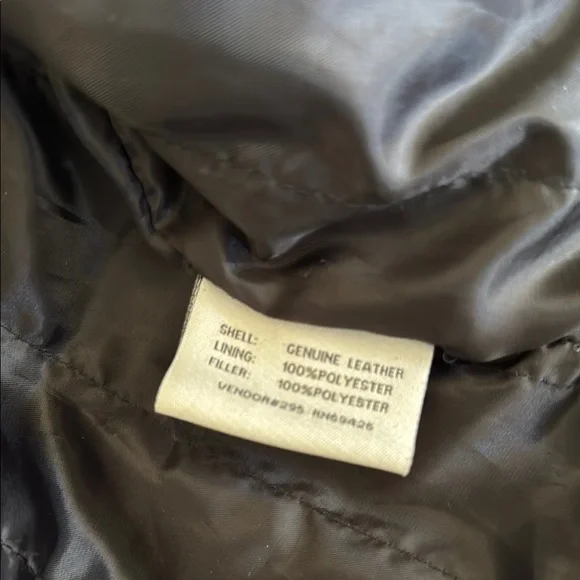 SHELL: GENUINE LEATHER
LINING: 100%POLYESTER
FILLER: 100%POLYESTER
VENDOR#295 RN69426